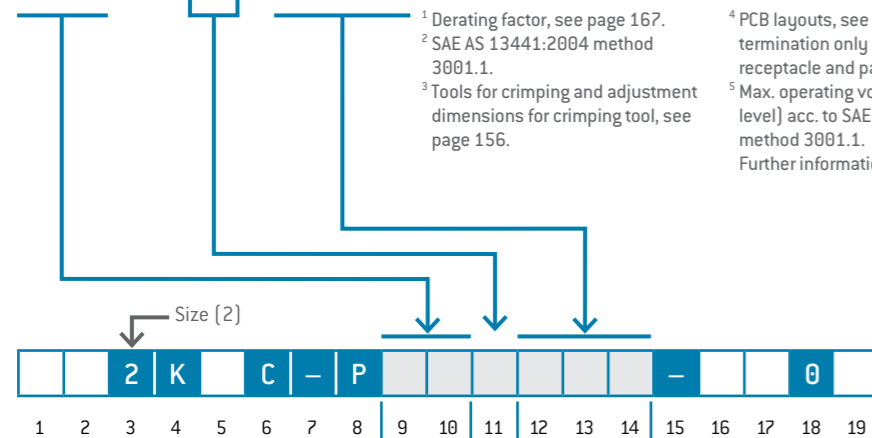 ¹ Derating factor, see page 167.
² SAE AS 13441:2004 method
3001.1.
³ Tools for crimping and adjustment
dimensions for crimping tool, see
page 156.
⁴ PCB layouts, see
termination only
receptacle and
⁵ Max. operating
level) acc. to SAE
method 3001.1.
Further
Size (2)
2 K C – P – 0
1 2 3 4 5 6 7 8 9 10 11 12 13 14 15 16 17 18 19